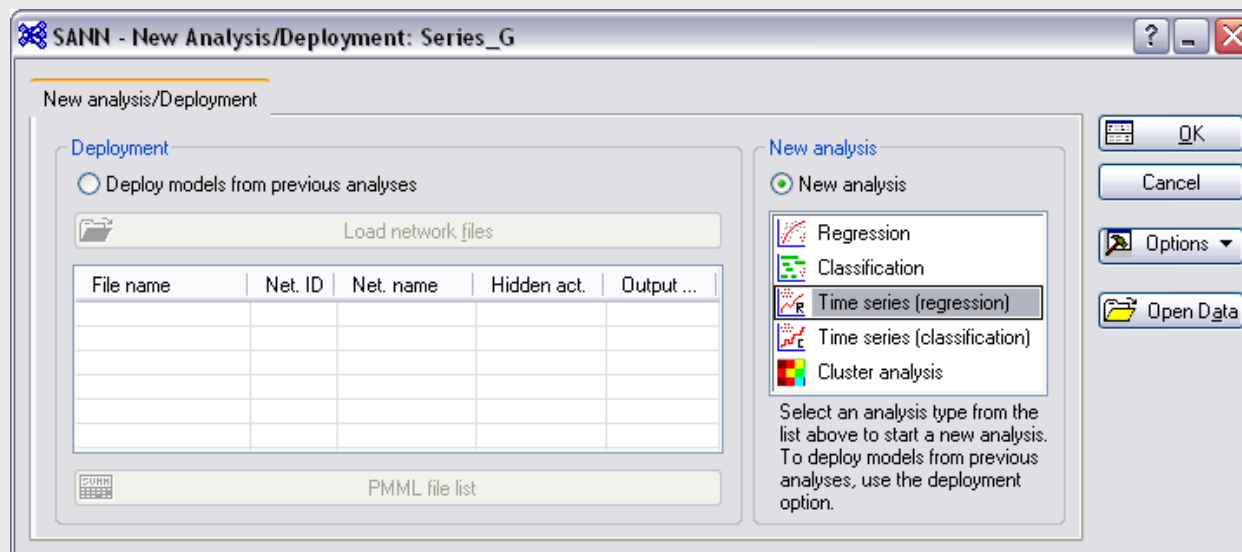 SANN - New Analysis/Deployment: Series_G
New analysis/Deployment
Deployment
Deploy models from previous analyses
Load network files
File name Net. ID Net. name Hidden act. Output ...
PMML file list
New analysis
New analysis
Regression
Classification
Time series (regression)
Time series (classification)
Cluster analysis
Select an analysis type from the
list above to start a new analysis.
To deploy models from previous
analyses, use the deployment
option.
OK
Cancel
Options
Open Data